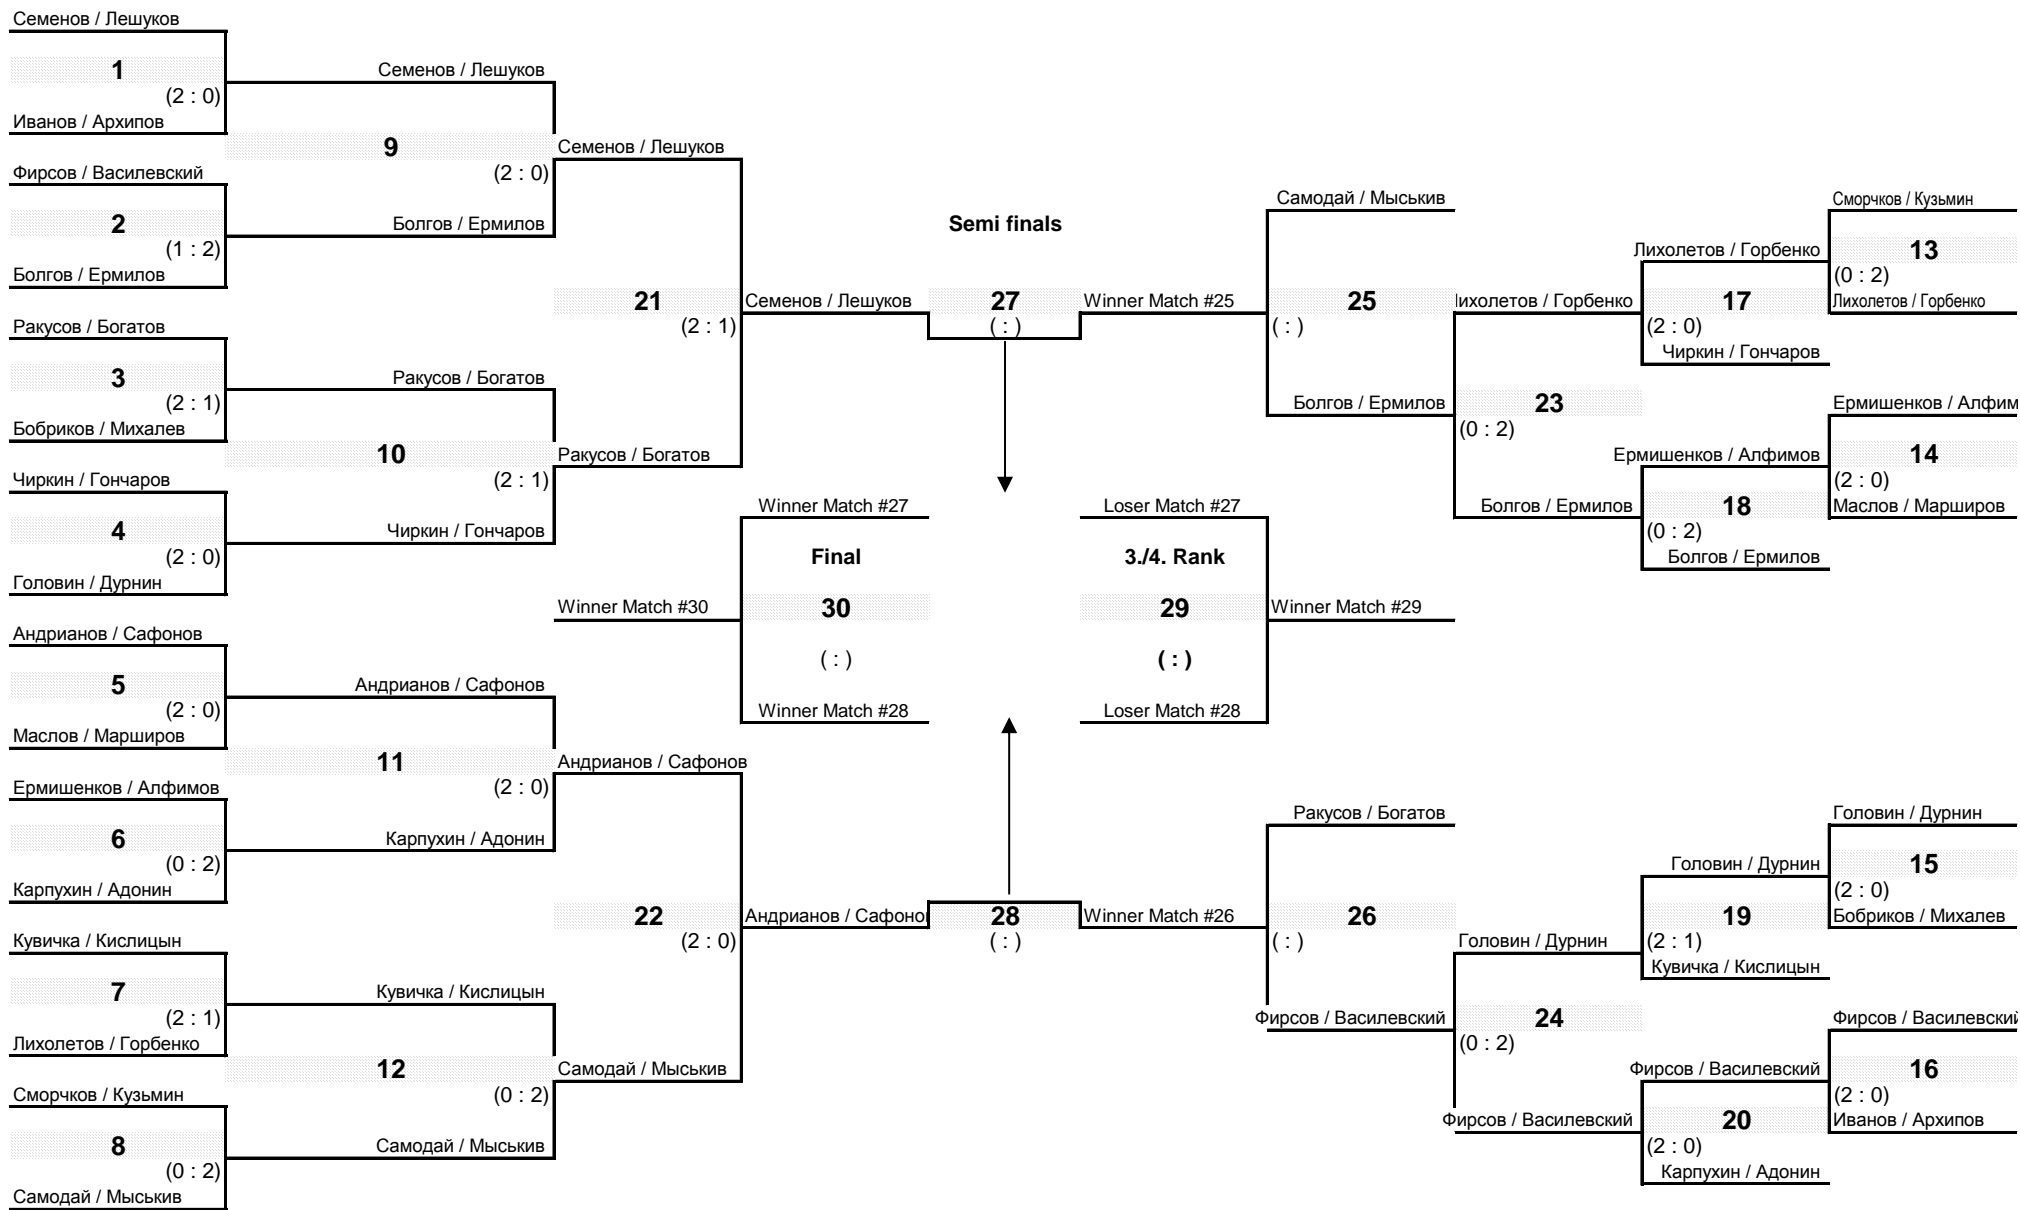 Семенов / Лешуков
1
(2 : 0)
Иванов / Архипов
Фирсов / Василевский
2
(1 : 2)
Болгов / Ермилов
Ракусов / Богатов
3
(2 : 1)
Бобриков / Михалев
Чиркин / Гончаров
4
(2 : 0)
Головин / Дурнин
Андрианов / Сафонов
5
(2 : 0)
Маслов / Марширов
Ермишенков / Алфимов
6
(0 : 2)
Карпухин / Адонин
Кувичка / Кислицын
7
(2 : 1)
Лихолетов / Горбенко
Сморчков / Кузьмин
8
(0 : 2)
Самодай / Мыськив
Семенов / Лешуков
9
(2 : 0)
Болгов / Ермилов
Ракусов / Богатов
10
(2 : 1)
Чиркин / Гончаров
Андрианов / Сафонов
11
(2 : 0)
Карпухин / Адонин
Кувичка / Кислицын
12
(0 : 2)
Самодай / Мыськив
Семенов / Лешуков
21
(2 : 1)
Ракусов / Богатов
Winner Match #30
Андрианов / Сафонов
22
(2 : 0)
Самодай / Мыськив
Семенов / Лешуков
Winner Match #27
Final
30
( : )
Winner Match #28
Андрианов / Сафоно
Semi finals
27
( : )
28
( : )
Winner Match #25
Loser Match #27
3./4. Rank
29
( : )
Loser Match #28
Winner Match #26
Самодай / Мыськив
25
( : )
Болгов / Ермилов
Winner Match #29
Ракусов / Богатов
26
( : )
Фирсов / Василевский
ихолетов / Горбенко
23
(0 : 2)
Болгов / Ермилов
Головин / Дурнин
24
(0 : 2)
Фирсов / Василевский
Лихолетов / Горбенко
17
(2 : 0)
Чиркин / Гончаров
Ермишенков / Алфимов
18
(0 : 2)
Болгов / Ермилов
Головин / Дурнин
19
(2 : 1)
Кувичка / Кислицын
Фирсов / Василевский
20
(2 : 0)
Карпухин / Адонин
Сморчков / Кузьмин
13
(0 : 2)
Лихолетов / Горбенко
Ермишенков / Алфим
14
(2 : 0)
Маслов / Марширов
Головин / Дурнин
15
(2 : 0)
Бобриков / Михалев
Фирсов / Василевский
16
(2 : 0)
Иванов / Архипов